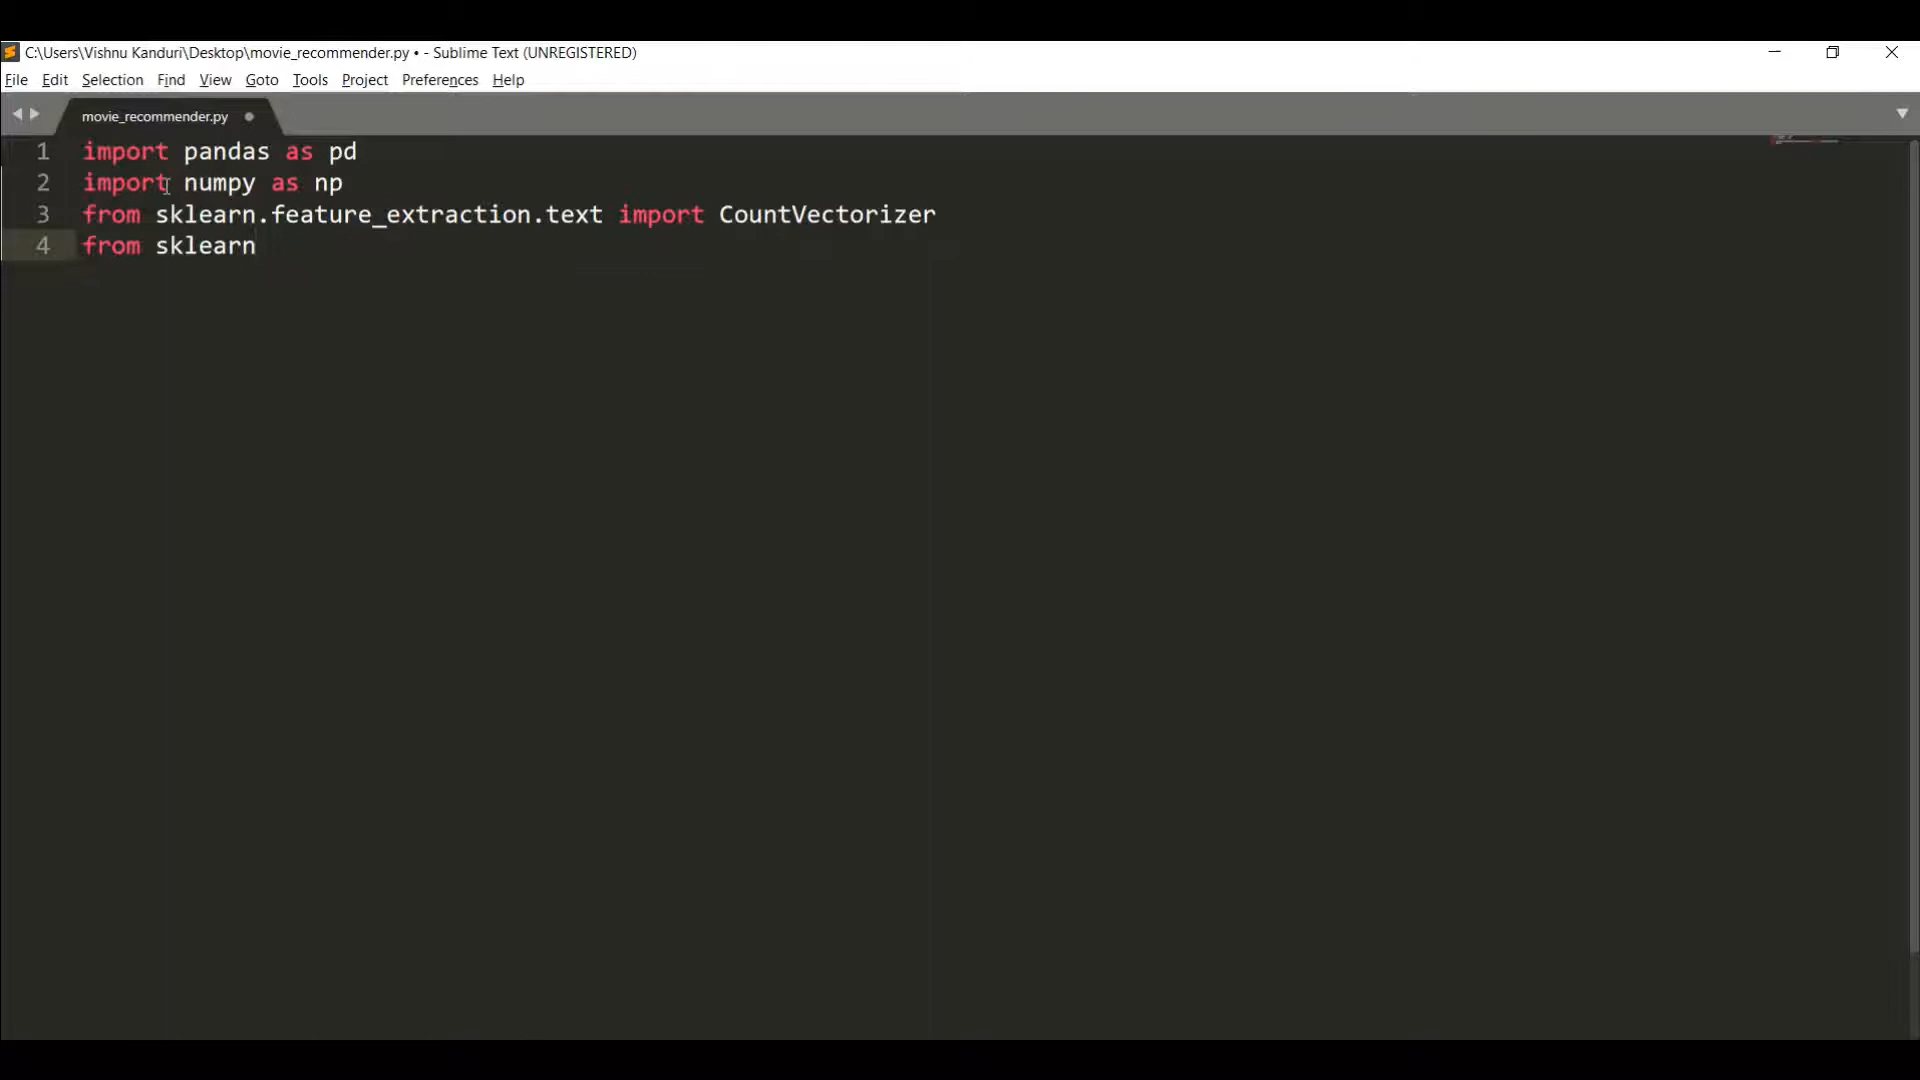 C:\Users\Vishnu Kanduri\Desktop\movie_recommender.py • - Sublime Text (UNREGISTERED)
File Edit Selection Find View Goto Tools Project Preferences Help
movie_recommender.py
1 import pandas as pd
2 import numpy as np
3 from sklearn.feature_extraction.text import CountVectorizer
4 from sklearn